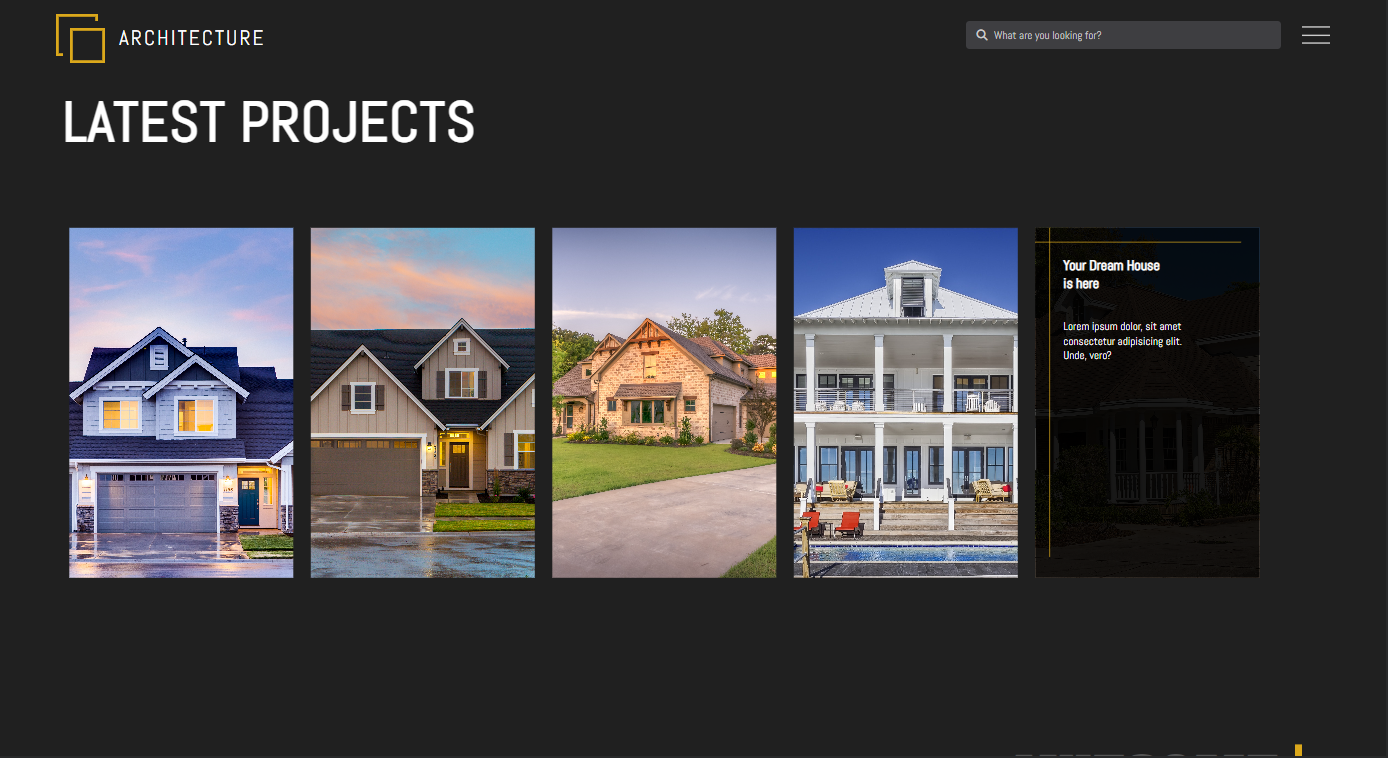 ARCHITECTURE
What are you looking for?
LATEST PROJECTS
Your Dream House
is here
Lorem ipsum dolor, sit amet
consectetur adipisicing elit.
Unde, vero?